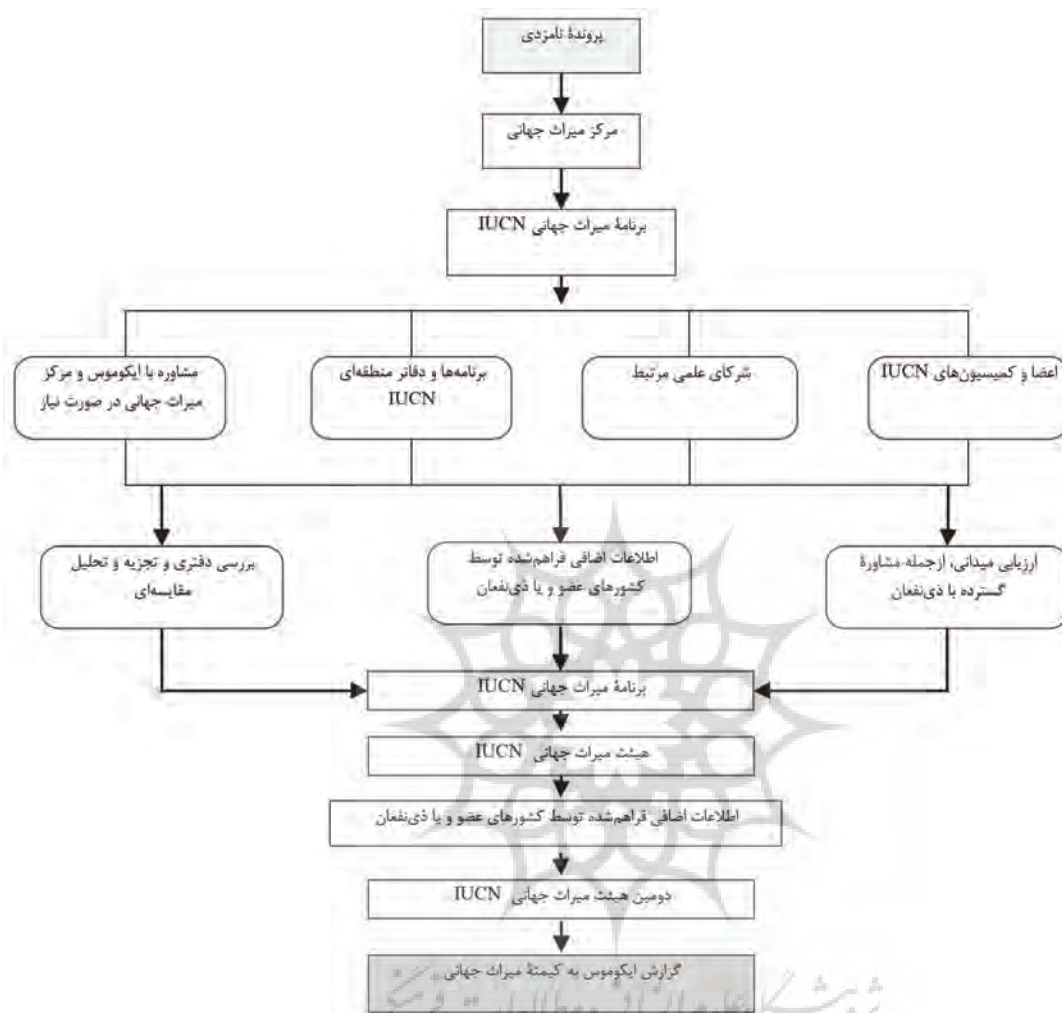 پروندهٔ نامزدی
مرکز میراث جهانی
برنامهٔ میراث جهانی IUCN
اعضا و کمیسیون‌های IUCN
شرکای علمی مرتبط
برنامه‌ها و دفاتر منطقه‌ای
IUCN
مشاوره با ایکوموس و مرکز
میراث جهانی در صورت نیاز
ارزیابی میدانی، ازجمله مشاورهٔ
گسترده با ذی‌نفعان
اطلاعات اضافی فراهم‌شده توسط
کشورهای عضو و یا ذی‌نفعان
بررسی دفتری و تجزیه و تحلیل
مقایسه‌ای
برنامهٔ میراث جهانی IUCN
هیئت میراث جهانی IUCN
اطلاعات اضافی فراهم‌شده توسط کشورهای عضو و یا ذی‌نفعان
دومین هیئت میراث جهانی IUCN
گزارش ایکوموس به کیمتهٔ میراث جهانی